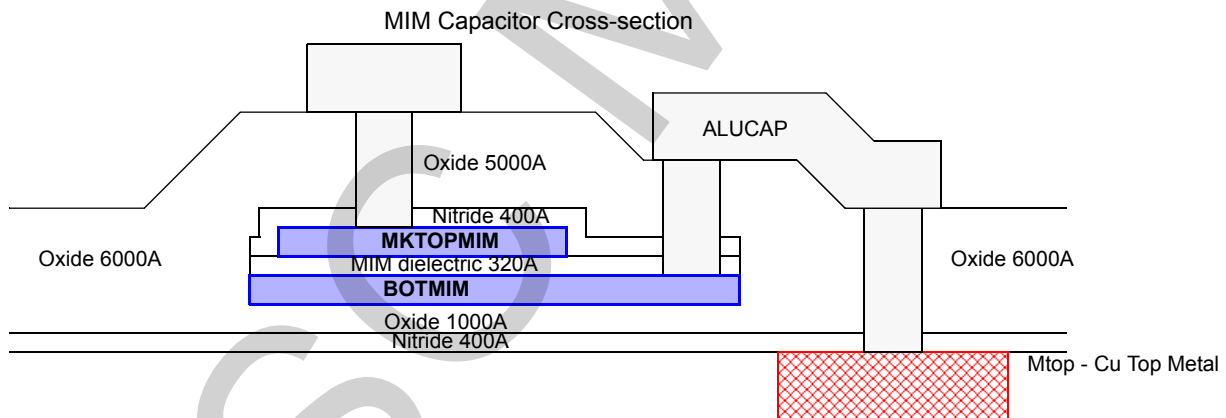 MIM Capacitor Cross-section
ALUCAP
Oxide 5000A
Nitride 400A
MKTOPMIM
Oxide 6000A
MIM dielectric 320A
Oxide 6000A
BOTMIM
Oxide 1000A
Nitride 400A
Mtop - Cu Top Metal